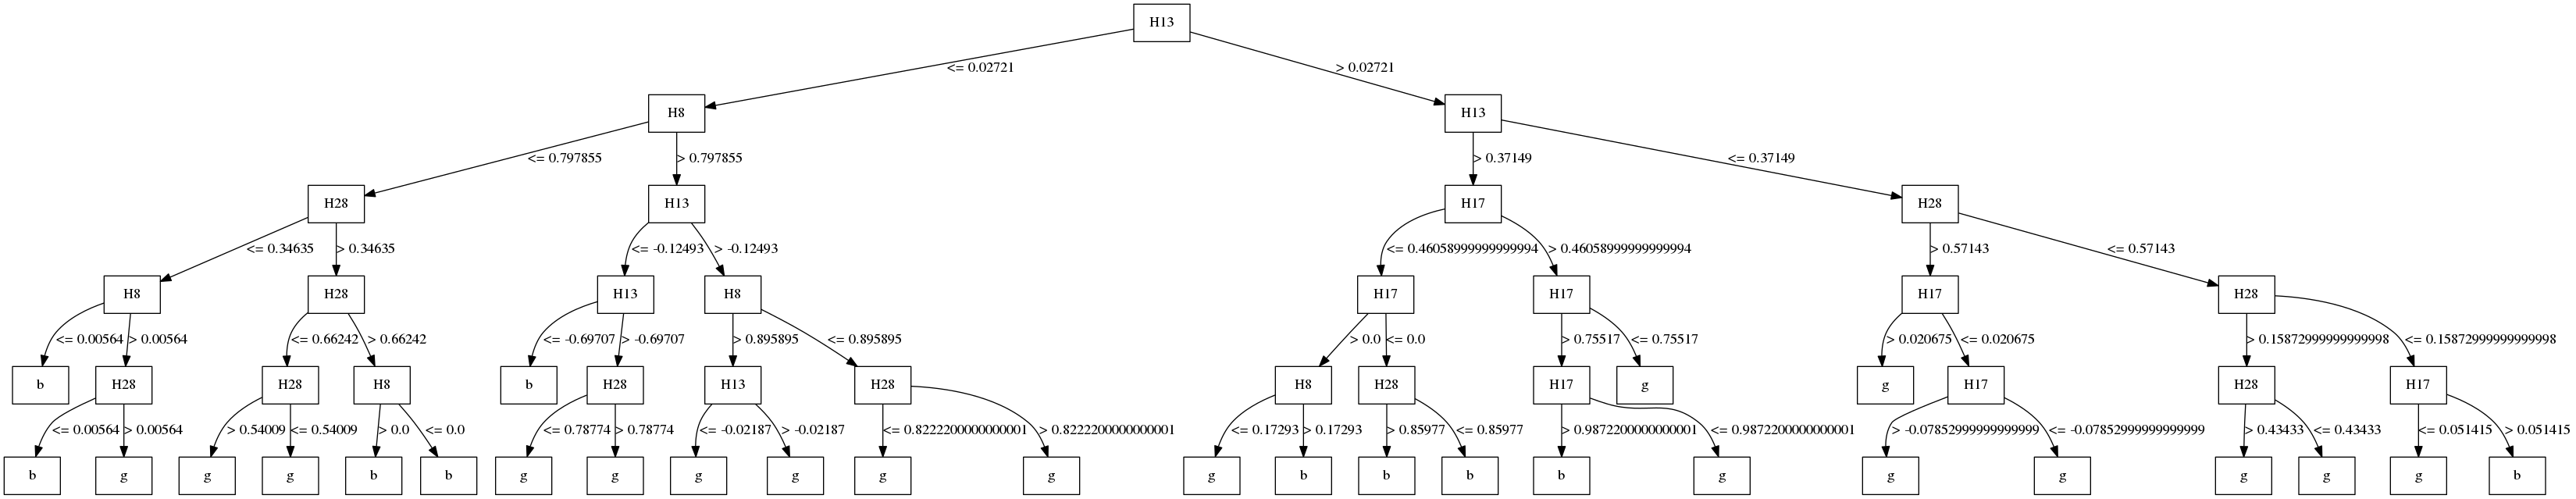 H13
<= 0.02721 > 0.02721
H8 H13
<= 0.797855 > 0.797855 > 0.37149 <= 0.37149
H28 H13 H17 H28
<= 0.34635 > 0.34635 <= -0.12493 > -0.12493 <= 0.46058999999999994 > 0.46058999999999994 > 0.57143 <= 0.57143
H8 H28 H13 H8 H17 H17 H17 H28
<= 0.00564 > 0.00564 <= 0.66242 > 0.66242 <= -0.69707 > -0.69707 > 0.895895 <= 0.895895 > 0.0 <= 0.0 > 0.75517 <= 0.75517 > 0.020675 <= 0.020675 > 0.15872999999999998 <= 0.15872999999999998
b H28 H28 H8 b H28 H13 H28 H8 H28 H17 g g H17 H28 H17
<= 0.00564 > 0.00564 > 0.54009 <= 0.54009 > 0.0 <= 0.0 <= 0.78774 > 0.78774 <= -0.02187 > -0.02187 <= 0.8222200000000001 > 0.8222200000000001 <= 0.17293 > 0.17293 > 0.85977 <= 0.85977 > 0.9872200000000001 <= 0.9872200000000001 > -0.07852999999999999 <= -0.07852999999999999 > 0.43433 <= 0.43433 <= 0.051415 > 0.051415
b g g g b b g g g g g g g b b b b g g g g g g b